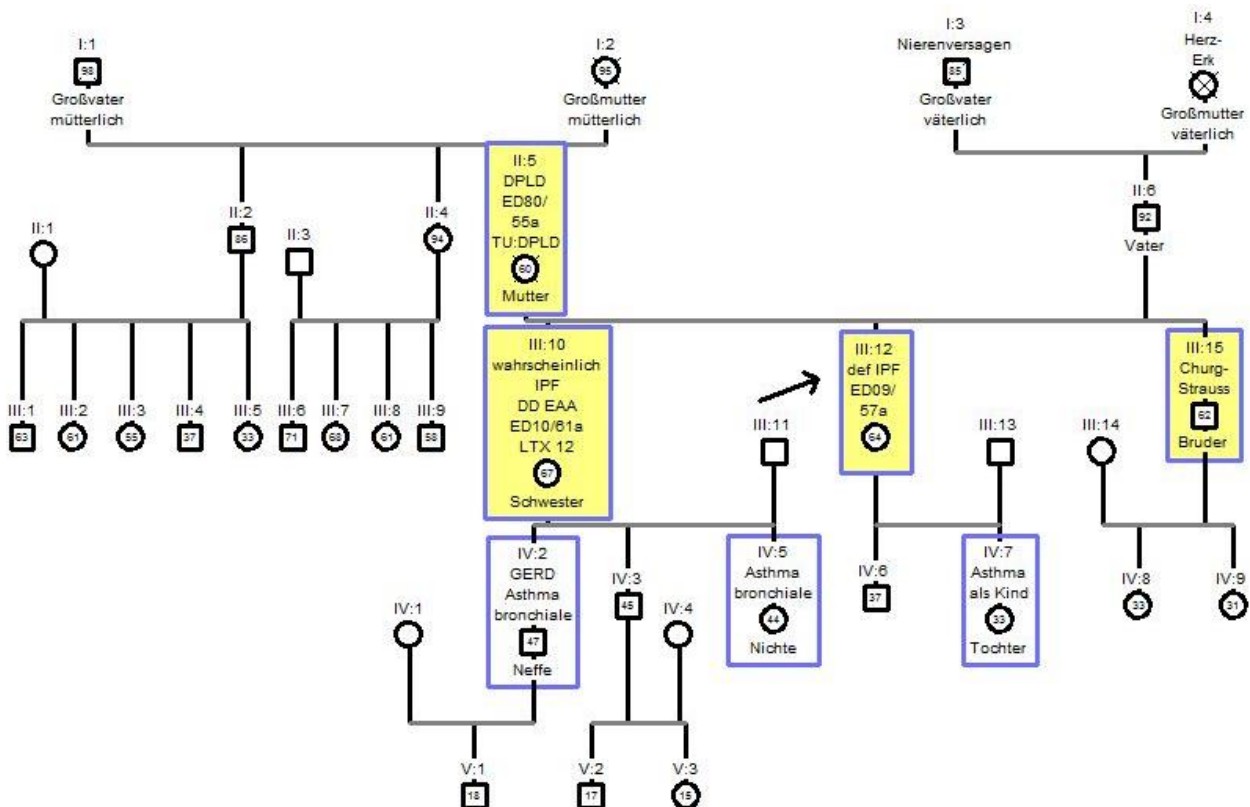 I:1
98
Großvater
mütterlich
I:2
95
Großmutter
mütterlich
I:3
Nierenversagen
85
Großvater
väterlich
I:4
Herz-
Erk
Großmutter
väterlich
II:1
II:2
86
II:3
II:4
94
II:5
DPLD
ED80/
55a
TU:DPLD
60
Mutter
II:6
92
Vater
III:1
63
III:2
61
III:3
55
III:4
37
III:5
33
III:6
71
III:7
68
III:8
61
III:9
58
III:10
wahrscheinlich
IPF
DD EAA
ED10/61a
LTX 12
67
Schwester
III:11
III:12
def IPF
ED09/
57a
64
III:13
III:14
III:15
Churg-
Strauss
62
Bruder
IV:1
IV:2
GERD
Asthma
bronchiale
47
Neffe
IV:3
45
IV:4
IV:5
Asthma
bronchiale
44
Nichte
IV:6
37
IV:7
Asthma
als Kind
33
Tochter
IV:8
33
IV:9
31
V:1
18
V:2
17
V:3
15